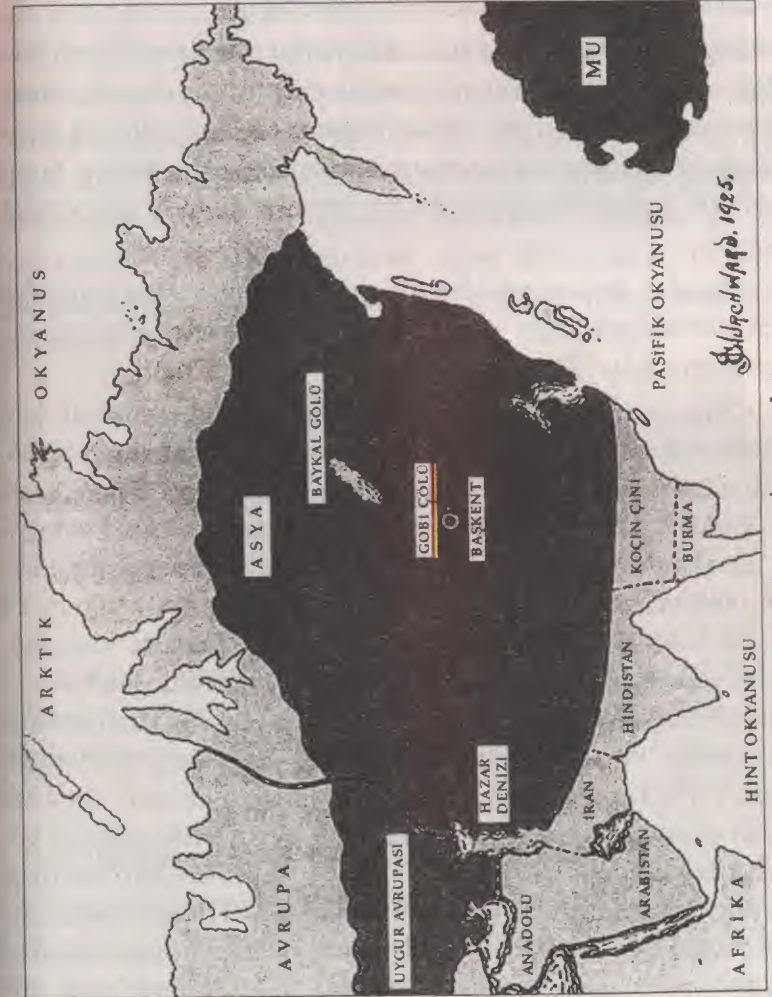 ARKTİK OKYANUS
MU
ASYA
BAYKAL GÖLÜ
AVRUPA
GOBİ ÇÖLÜ
BAŞKENT
UYGUR AVRUPASI
HAZAR
DENİZİ
PASİFİK OKYANUSU
KOÇİN ÇİNİ
BURMA
HİNDİSTAN
İRAN
ANADOLU
ARABİSTAN
AFRİKA
HİNT OKYANUSU
J. CHURCHWARD. 1925.